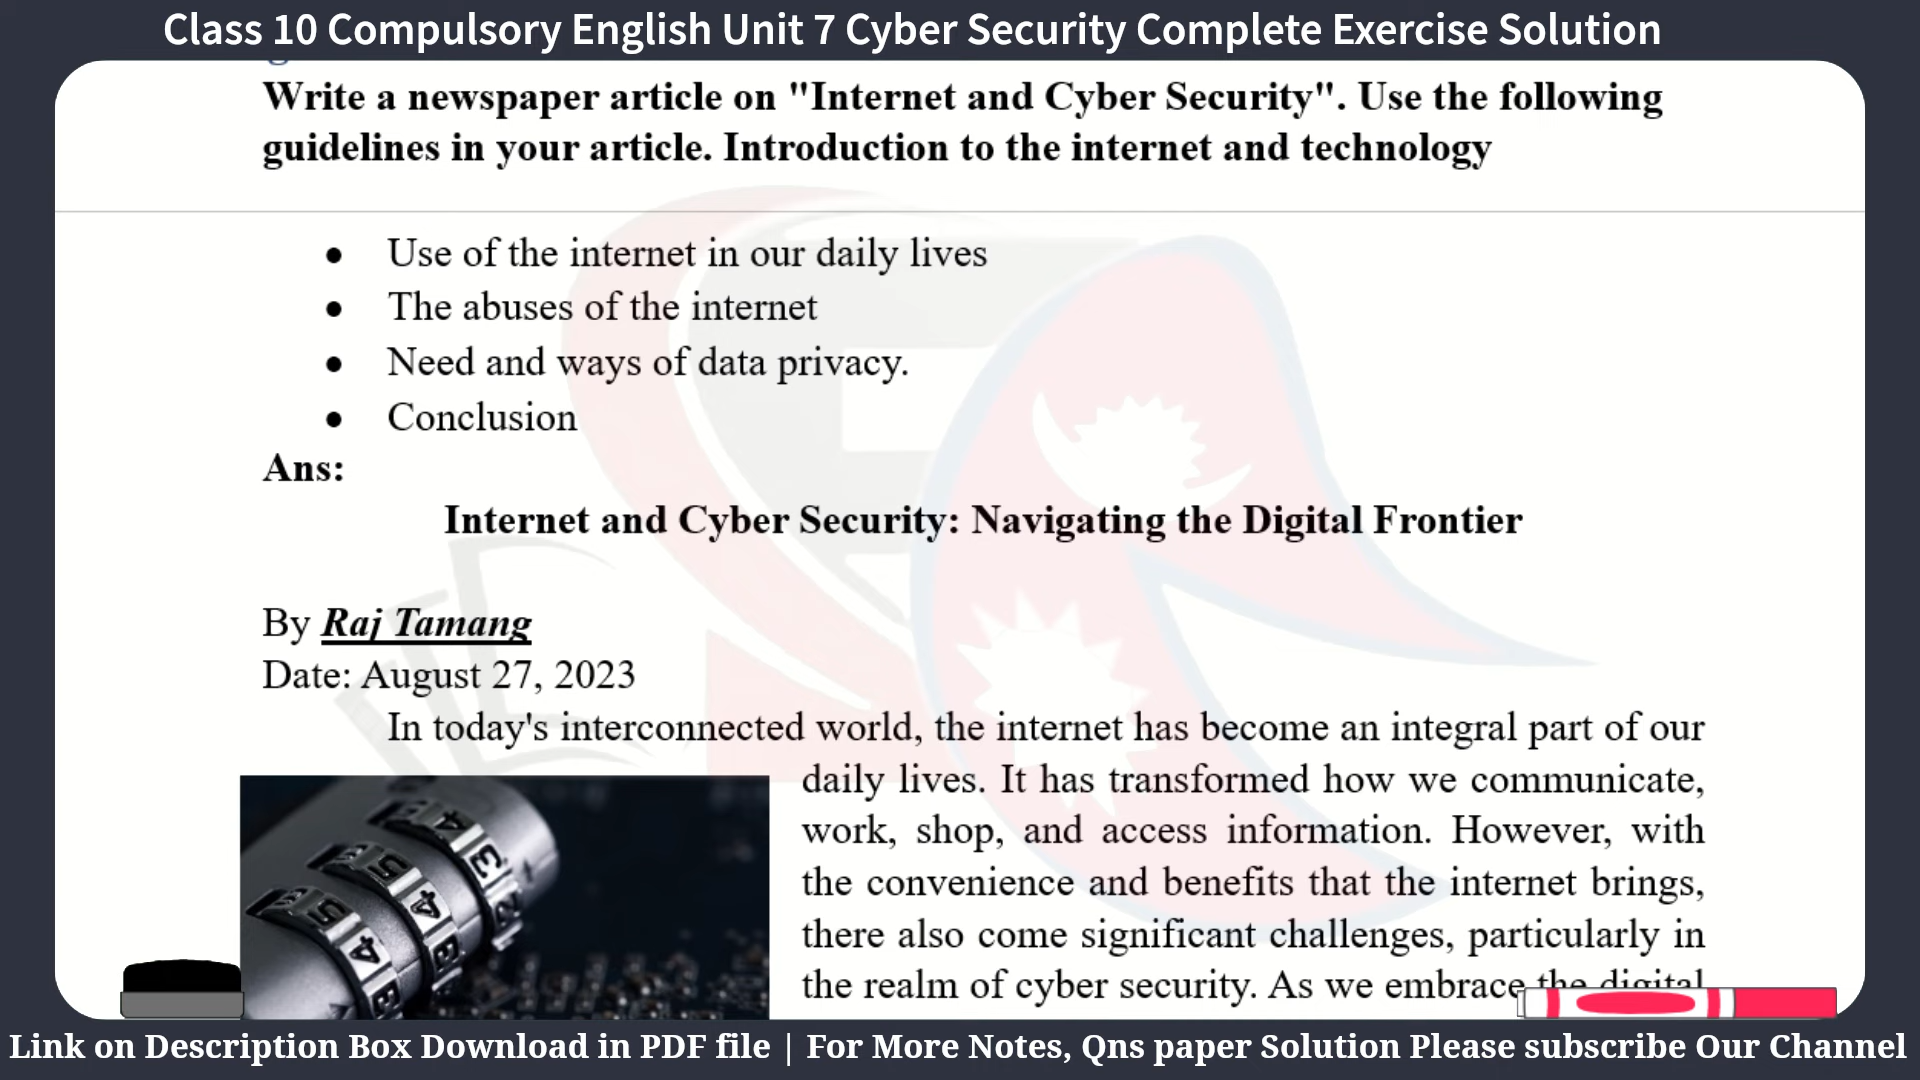 Class 10 Compulsory English Unit 7 Cyber Security Complete Exercise Solution
Write a newspaper article on "Internet and Cyber Security". Use the following
guidelines in your article. Introduction to the internet and technology
• Use of the internet in our daily lives
• The abuses of the internet
• Need and ways of data privacy.
• Conclusion
Ans:
Internet and Cyber Security: Navigating the Digital Frontier
By Raj Tamang
Date: August 27, 2023
In today's interconnected world, the internet has become an integral part of our
daily lives. It has transformed how we communicate,
work, shop, and access information. However, with
the convenience and benefits that the internet brings,
there also come significant challenges, particularly in
the realm of cyber security. As we embrace the digital
Link on Description Box Download in PDF file | For More Notes, Qns paper Solution Please subscribe Our Channel